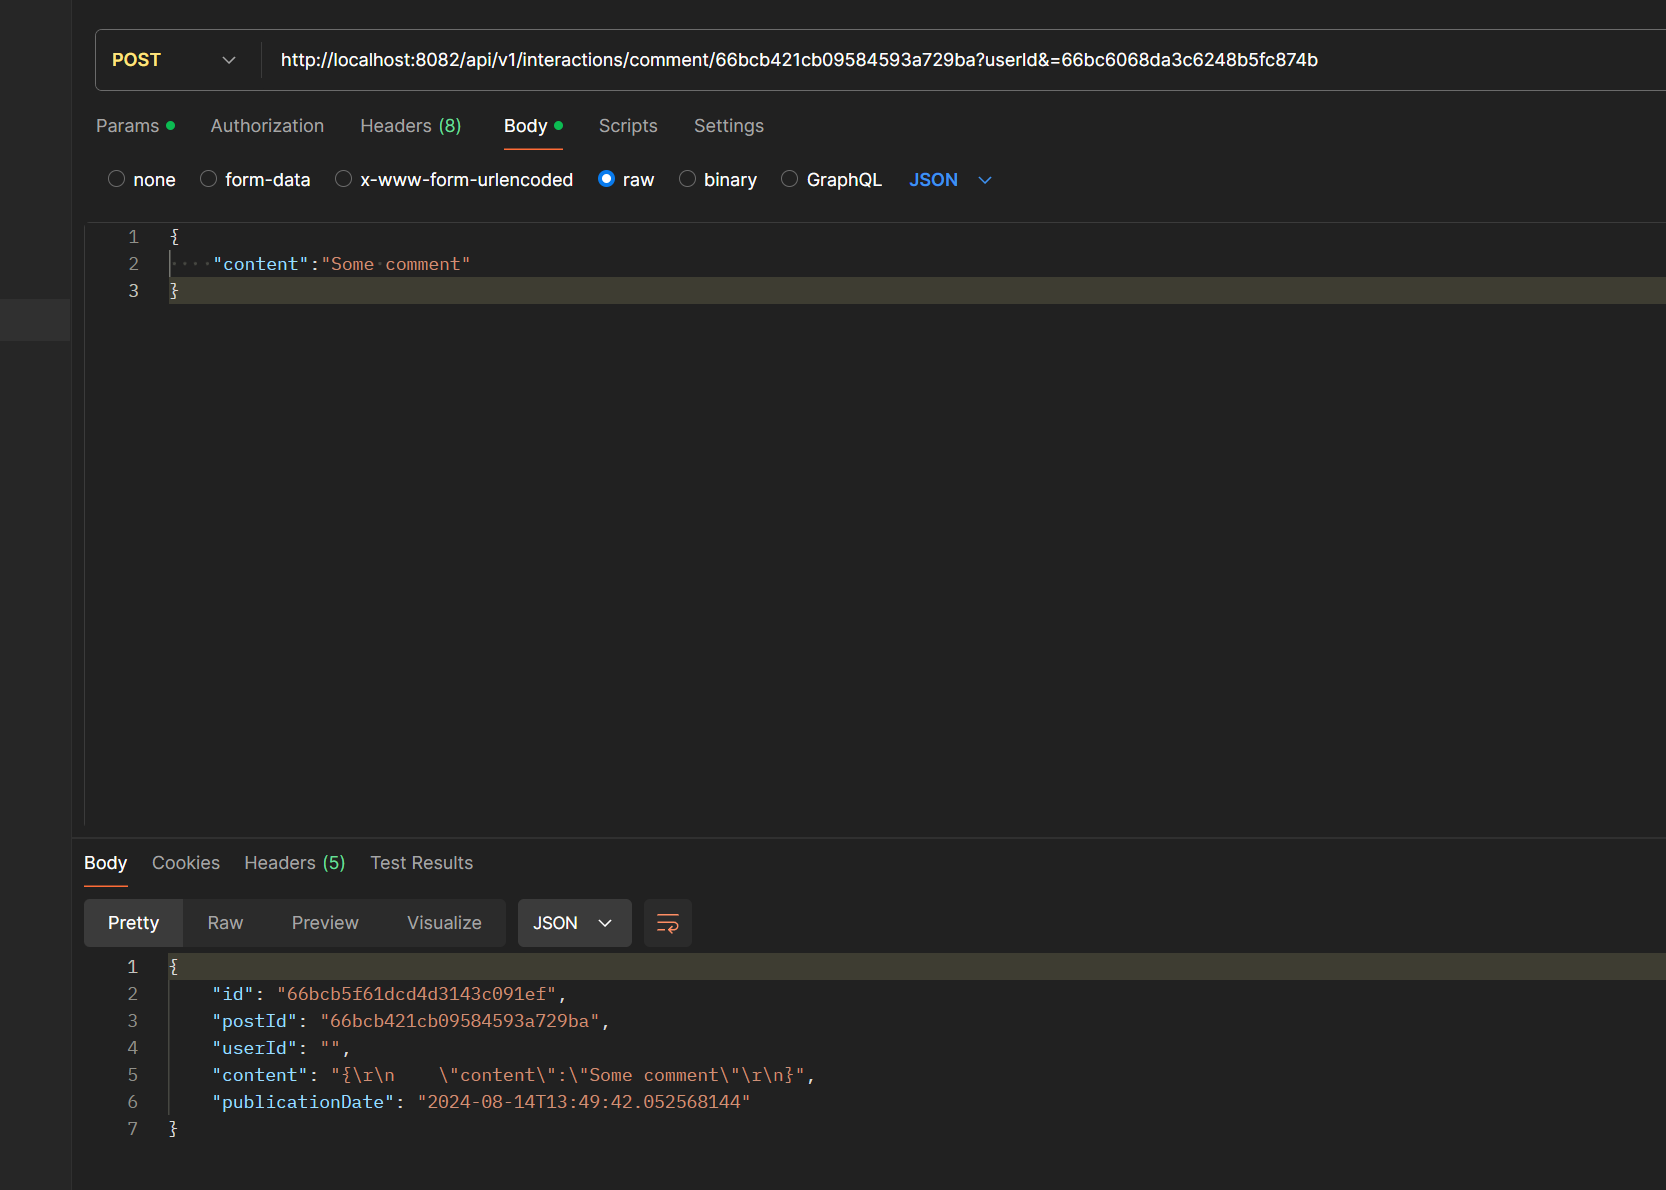 POST http://localhost:8082/api/v1/interactions/comment/66bcb421cb09584593a729ba?userId&=66bc6068da3c6248b5fc874b
Params Authorization Headers (8) Body Scripts Settings
none form-data x-www-form-urlencoded raw binary GraphQL JSON
1 {
2 "content":"Some comment"
3 }
Body Cookies Headers (5) Test Results
Pretty Raw Preview Visualize JSON
1 {
2 "id": "66bcb5f61dcd4d3143c091ef",
3 "postId": "66bcb421cb09584593a729ba",
4 "userId": "",
5 "content": "{\r\n    \"content\":\"Some comment\"\r\n}",
6 "publicationDate": "2024-08-14T13:49:42.052568144"
7 }